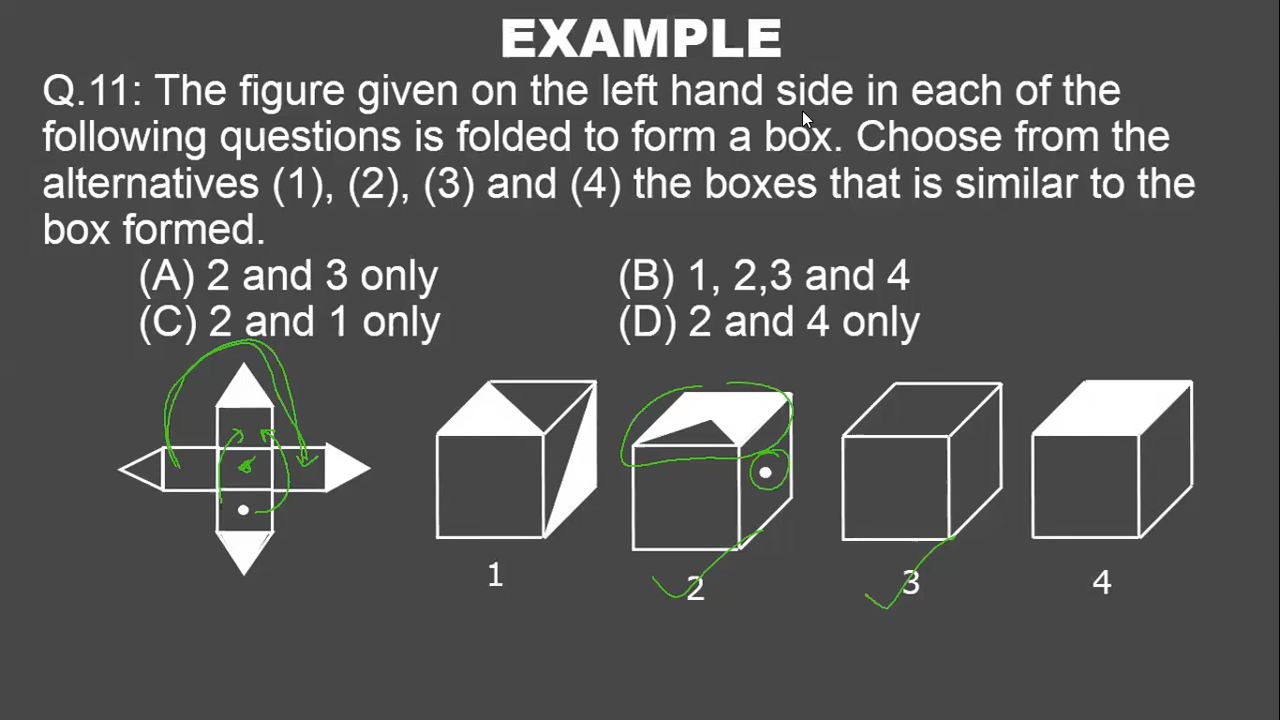 EXAMPLE
Q.11: The figure given on the left hand side in each of the
following questions is folded to form a box. Choose from the
alternatives (1), (2), (3) and (4) the boxes that is similar to the
box formed.
(A) 2 and 3 only (B) 1, 2,3 and 4
(C) 2 and 1 only (D) 2 and 4 only
1 2 3 4